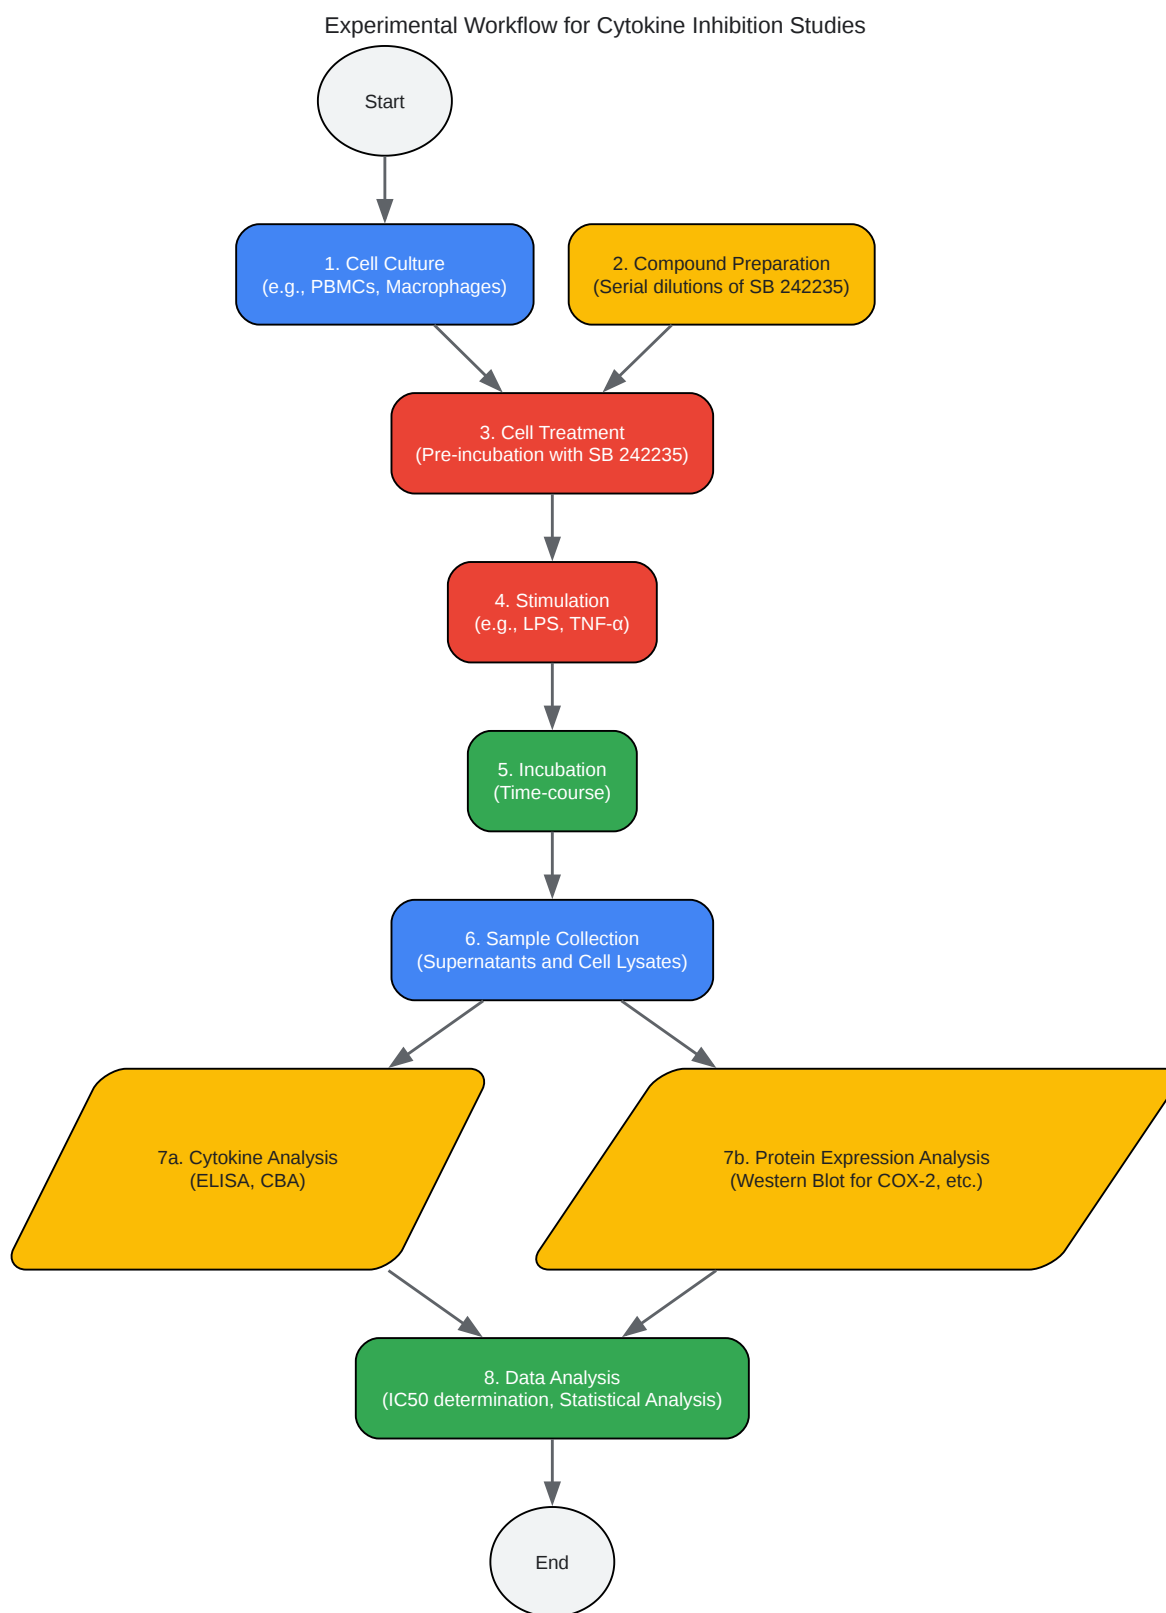 Experimental Workflow for Cytokine Inhibition Studies
Start
1. Cell Culture
(e.g., PBMCs, Macrophages)
2. Compound Preparation
(Serial dilutions of SB 242235)
3. Cell Treatment
(Pre-incubation with SB 242235)
4. Stimulation
(e.g., LPS, TNF-α)
5. Incubation
(Time-course)
6. Sample Collection
(Supernatants and Cell Lysates)
7a. Cytokine Analysis
(ELISA, CBA)
7b. Protein Expression Analysis
(Western Blot for COX-2, etc.)
8. Data Analysis
(IC50 determination, Statistical Analysis)
End